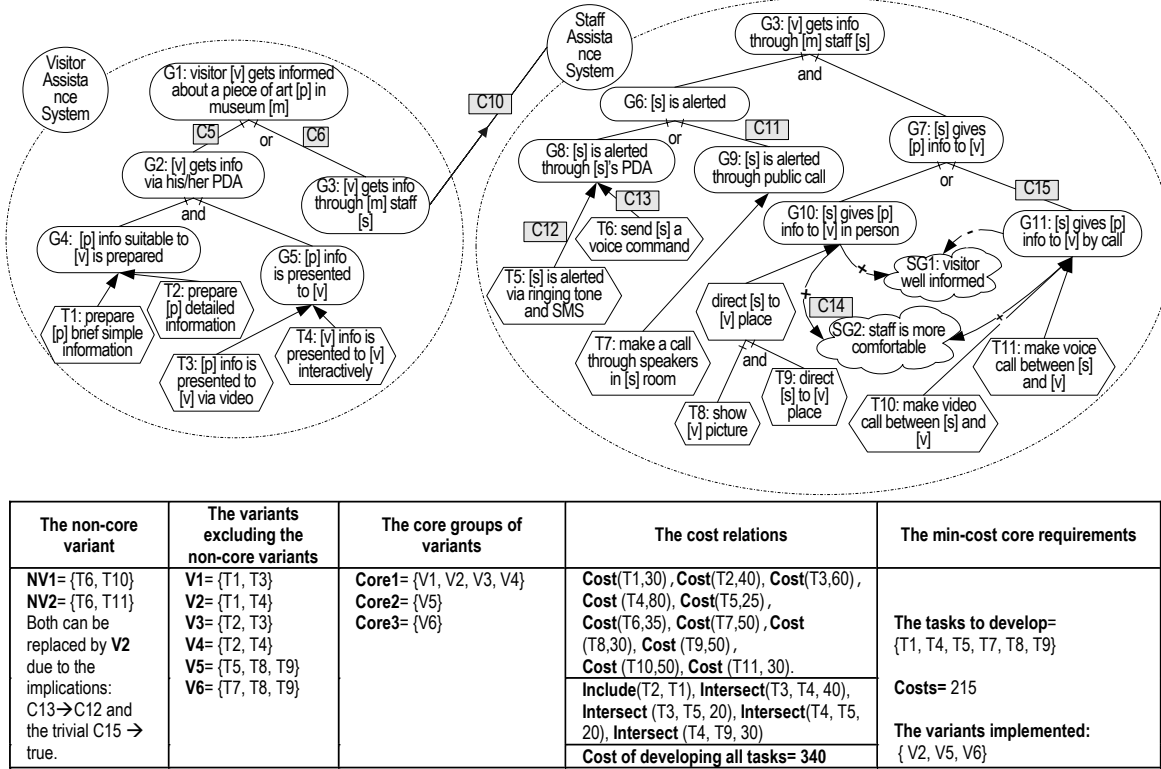 Visitor
Assista
nce
System
G1: visitor [v] gets informed
about a piece of art [p] in
museum [m]
C5
or
C6
G2: [v] gets info
via his/her PDA
and
G3: [v] gets info
through [m] staff
[s]
G4: [p] info suitable to
[v] is prepared
G5: [p] info
is presented
to [v]
T1: prepare
[p] brief simple
information
T2: prepare
[p] detailed
information
T3: [p] info is
presented to
[v] via video
T4: [v] info is
presented to [v]
interactively
C10
Staff
Assista
nce
System
G3: [v] gets info
through [m] staff [s]
and
G6: [s] is alerted
or
C11
G7: [s] gives
[p] info to [v]
or
C15
G8: [s] is alerted
through [s]'s PDA
G9: [s] is alerted
through public call
C12
C13
T6: send [s] a
voice command
T5: [s] is alerted
via ringing tone
and SMS
T7: make a call
through speakers
in [s] room
G10: [s] gives [p]
info to [v] in person
G11: [s] gives [p]
info to [v] by call
SG1: visitor
well informed
C14
SG2: staff is more
comfortable
direct [s] to
[v] place
and
T8: show
[v] picture
T9: direct
[s] to [v]
place
T10: make video
call between [s] and
[v]
T11: make voice
call between [s]
and [v]
The non-core
variant
The variants
excluding the
non-core variants
The core groups of
variants
The cost relations
The min-cost core requirements
NV1= {T6, T10}
NV2= {T6, T11}
Both can be
replaced by V2
due to the
implications:
C13→C12 and
the trivial C15 →
true.
V1= {T1, T3}
V2= {T1, T4}
V3= {T2, T3}
V4= {T2, T4}
V5= {T5, T8, T9}
V6= {T7, T8, T9}
Core1= {V1, V2, V3, V4}
Core2= {V5}
Core3= {V6}
Cost(T1,30) , Cost(T2,40), Cost(T3,60) ,
Cost (T4,80), Cost(T5,25) ,
Cost(T6,35), Cost(T7,50) , Cost
(T8,30), Cost (T9,50) ,
Cost (T10,50), Cost (T11, 30).
Include(T2, T1), Intersect(T3, T4, 40),
Intersect (T3, T5, 20), Intersect(T4, T5,
20), Intersect (T4, T9, 30)
Cost of developing all tasks= 340
The tasks to develop=
{T1, T4, T5, T7, T8, T9}
Costs= 215
The variants implemented:
{ V2, V5, V6}